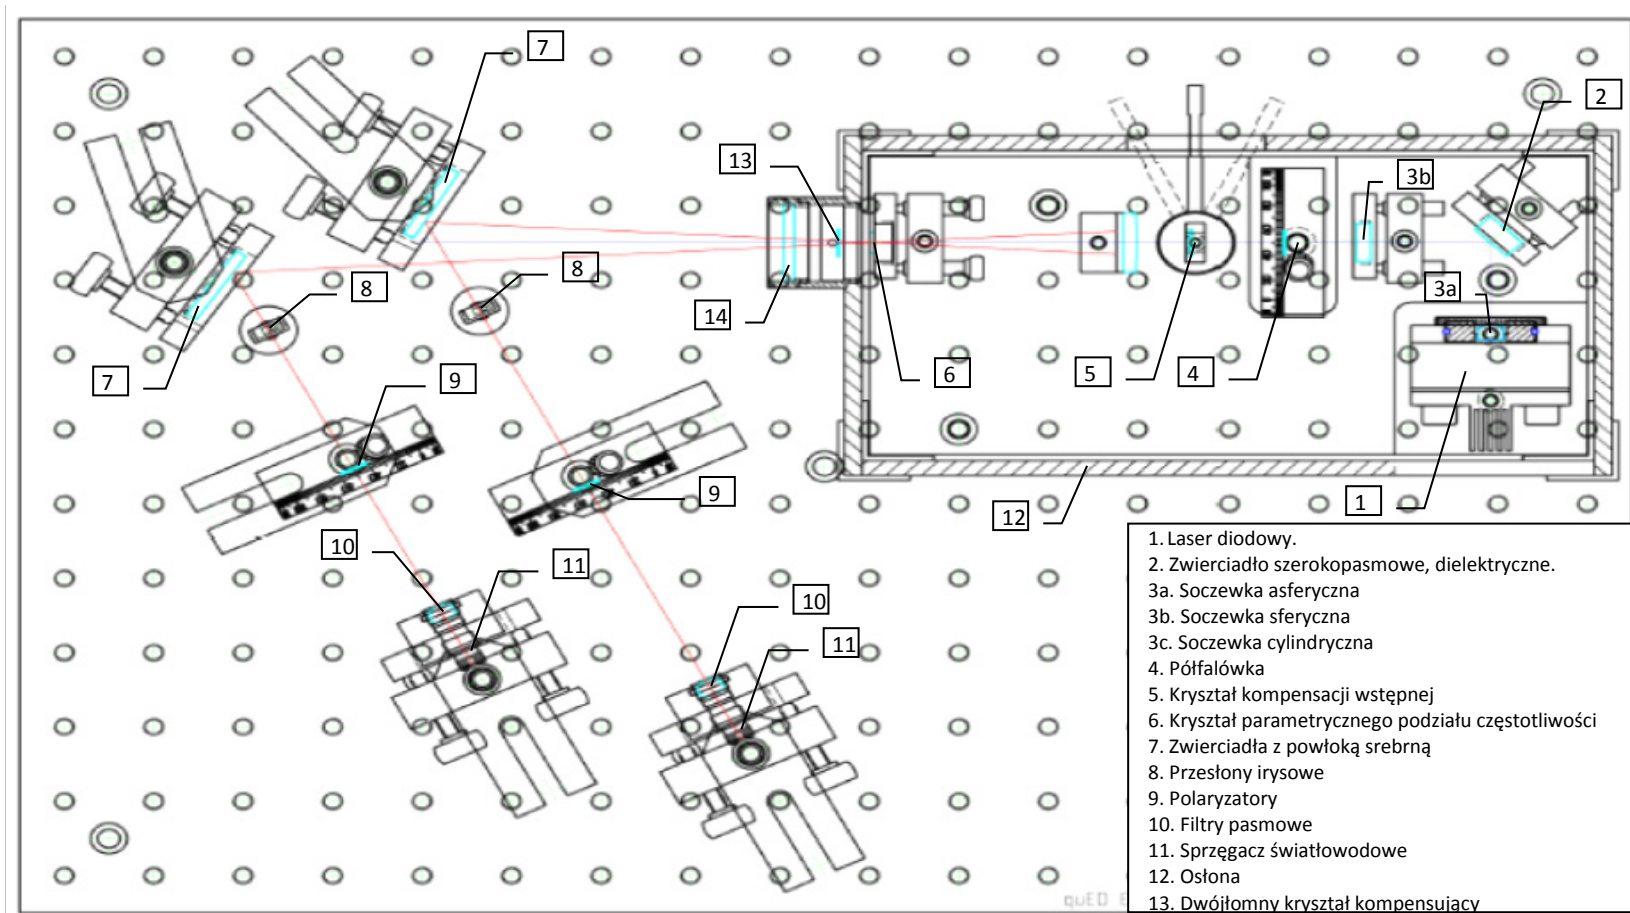 7
2
13
3b
8
3a
8
14
7
6
5
4
9
9
12
1
10
11
10
11
1. Laser diodowy.
2. Zwierciadło szerokopasmowe, dielektryczne.
3a. Soczewka asferyczna
3b. Soczewka sferyczna
3c. Soczewka cylindryczna
4. Półfalówka
5. Kryształ kompensacji wstępnej
6. Kryształ parametrycznego podziału częstotliwości
7. Zwierciadła z powłoką srebrną
8. Przesłony irysowe
9. Polaryzatory
10. Filtry pasmowe
11. Sprzęgacz światłowodowe
12. Osłona
13. Dwójłomny kryształ kompensujący
quED E